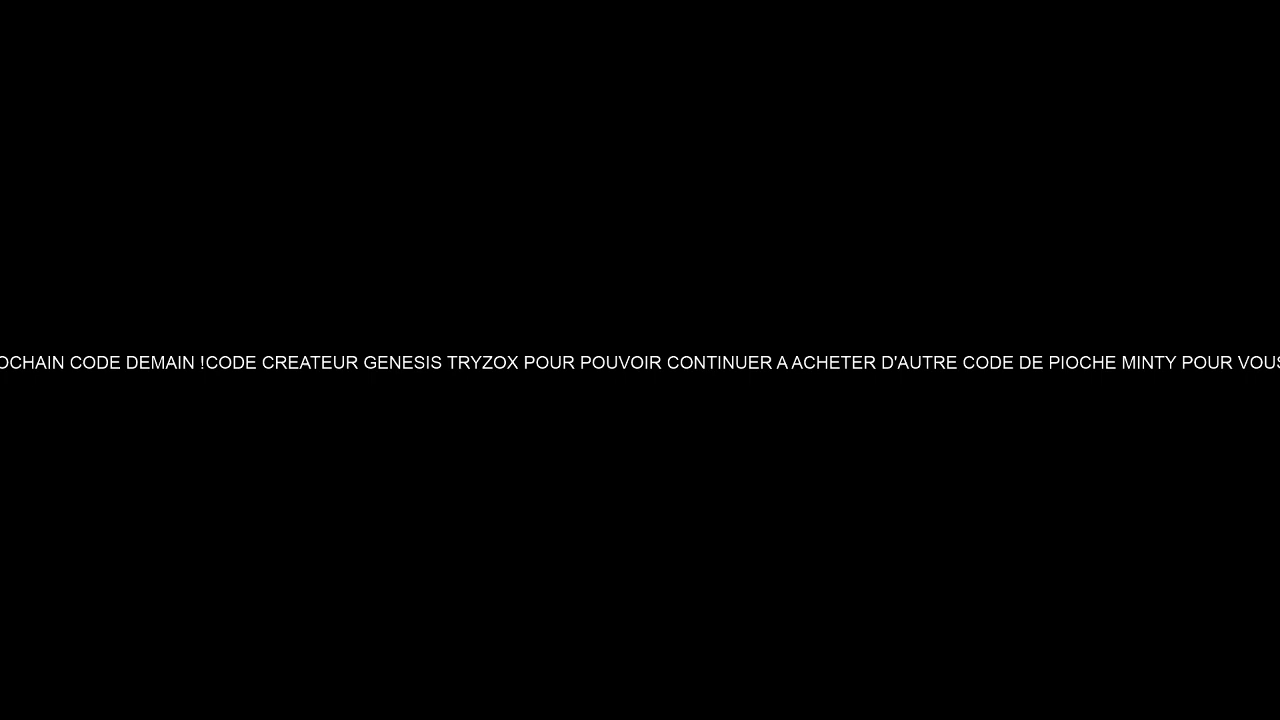 OCHAIN CODE DEMAIN !CODE CREATEUR GENESIS TRYZOX POUR POUVOIR CONTINUER A ACHETER D'AUTRE CODE DE PIOCHE MINTY POUR VOUS